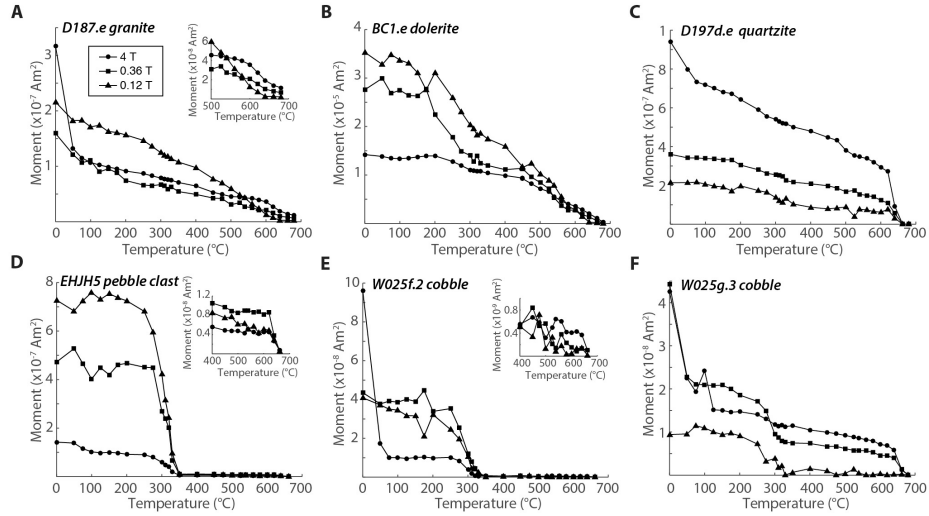 A
D187.e granite
Moment (x10⁻⁷ Am²)
3
2
1
4 T
0.36 T
0.12 T
Moment (x10⁻⁸ Am²)
6
4
2
500 600 700
Temperature (°C)
0 100 200 300 400 500 600 700
Temperature (°C)
B
BC1.e dolerite
Moment (x10⁻⁵ Am²)
4
3
2
1
0 100 200 300 400 500 600 700
Temperature (°C)
C
D197d.e quartzite
Moment (x10⁻⁷ Am²)
10
8
6
4
2
0 100 200 300 400 500 600 700
Temperature (°C)
D
EHJH5 pebble clast
Moment (x10⁻⁷ Am²)
8
6
4
2
Moment (x10⁻⁸ Am²)
1.2
0.8
0.4
400 500 600 700
Temperature (°C)
0 100 200 300 400 500 600 700
Temperature (°C)
E
W025f.2 cobble
Moment (x10⁻⁸ Am²)
10
8
6
4
2
Moment (x10⁻⁹ Am²)
0.8
0.4
400 500 600 700
Temperature (°C)
0 100 200 300 400 500 600 700
Temperature (°C)
F
W025g.3 cobble
Moment (x10⁻⁸ Am²)
4
3
2
1
0 100 200 300 400 500 600 700
Temperature (°C)